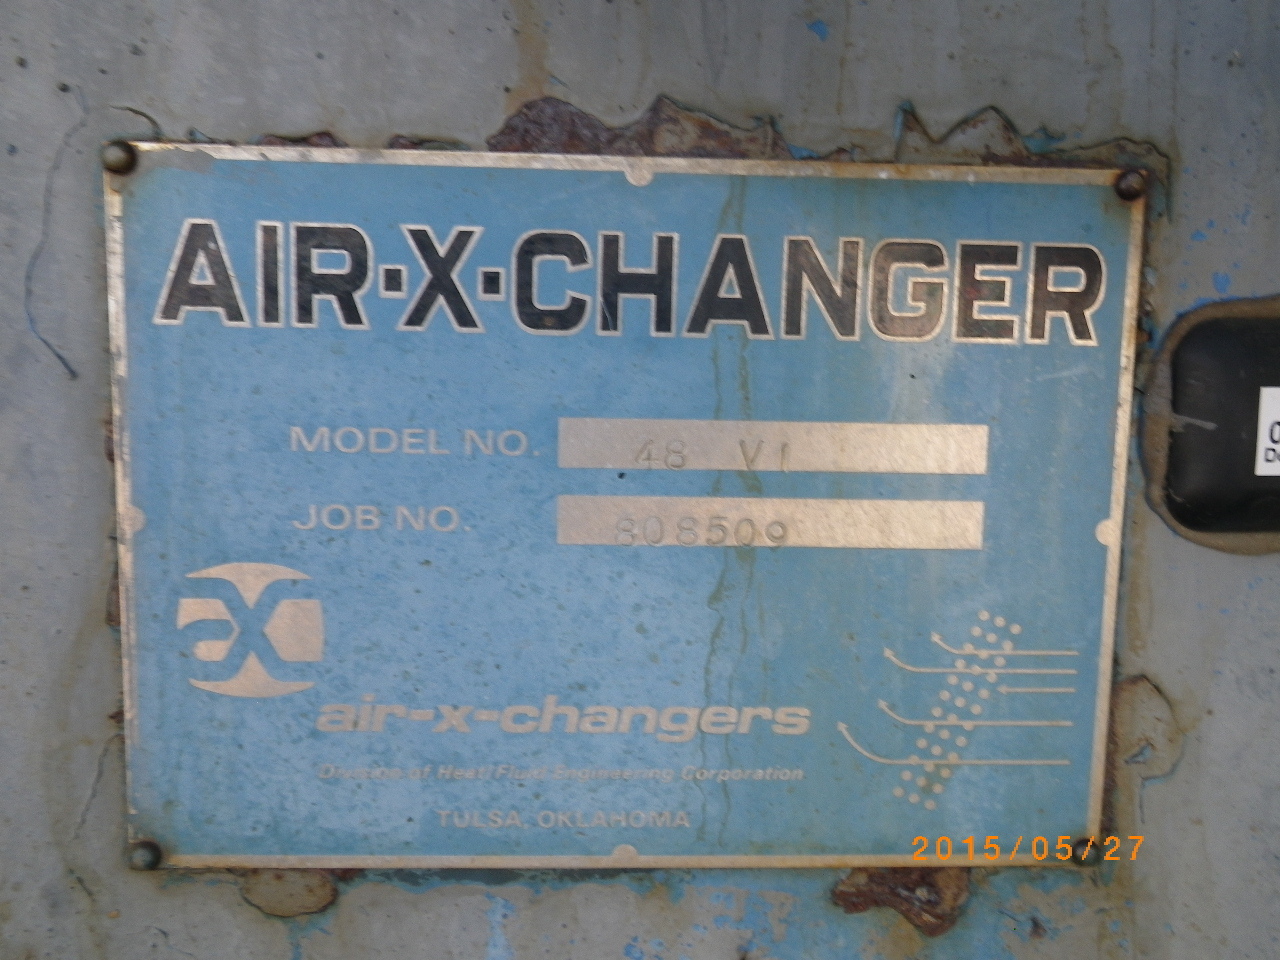 AIR·X·CHANGER
MODEL NO. 48 VI
JOB NO. 808509
aX
air-x-changers
Division of Heat/Fluid Engineering Corporation
TULSA, OKLAHOMA
2015/05/27